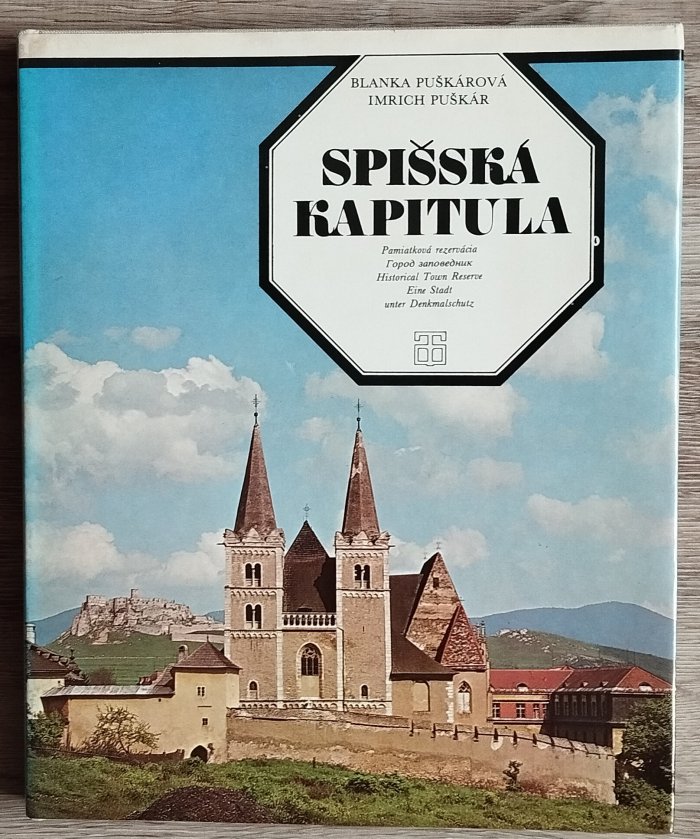 BLANKA PUŠKÁROVÁ
IMRICH PUŠKÁR
SPIŠSKÁ
KAPITULA
Pamiatková rezervácia
Город заповедник
Historical Town Reserve
Eine Stadt
unter Denkmalschutz